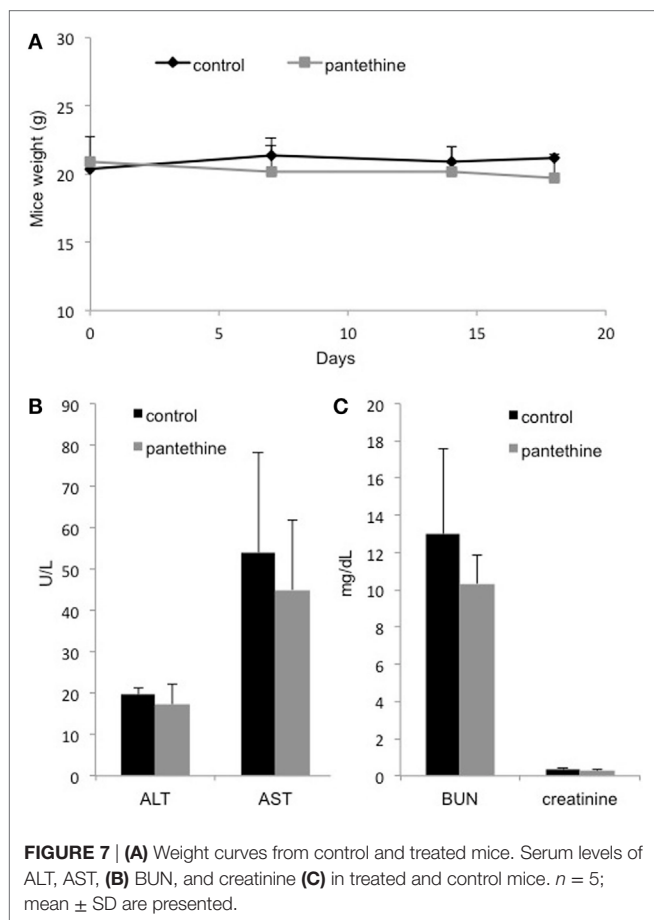 A
control pantethine
Mice weight (g)
30
25
20
15
10
0 5 10 15 20
Days
B
control
pantethine
U/L
90
80
70
60
50
40
30
20
10
0
ALT AST
C
control
pantethine
mg/dL
20
18
16
14
12
10
8
6
4
2
0
BUN creatinine
FIGURE 7 | (A) Weight curves from control and treated mice. Serum levels of
ALT, AST, (B) BUN, and creatinine (C) in treated and control mice. n = 5;
mean ± SD are presented.